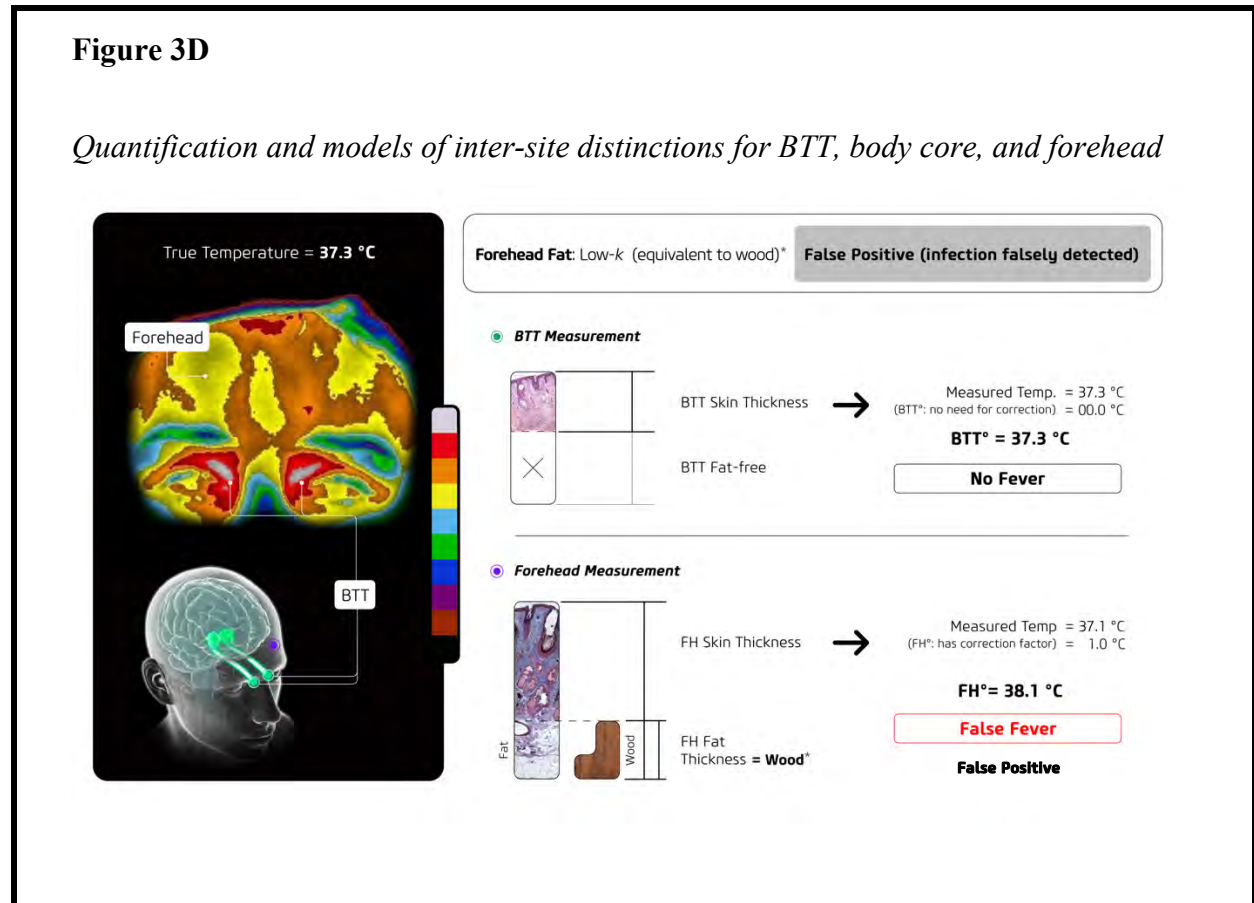 Figure 3D
Quantification and models of inter-site distinctions for BTT, body core, and forehead
True Temperature = 37.3 °C
Forehead
BTT
Forehead Fat: Low-k (equivalent to wood)* False Positive (infection falsely detected)
BTT Measurement
BTT Skin Thickness
BTT Fat-free
Measured Temp. = 37.3 °C
(BTT°: no need for correction) = 00.0 °C
BTT° = 37.3 °C
No Fever
Forehead Measurement
FH Skin Thickness
Fat
Wood
FH Fat
Thickness = Wood*
Measured Temp = 37.1 °C
(FH°: has correction factor) = 1.0 °C
FH°= 38.1 °C
False Fever
False Positive